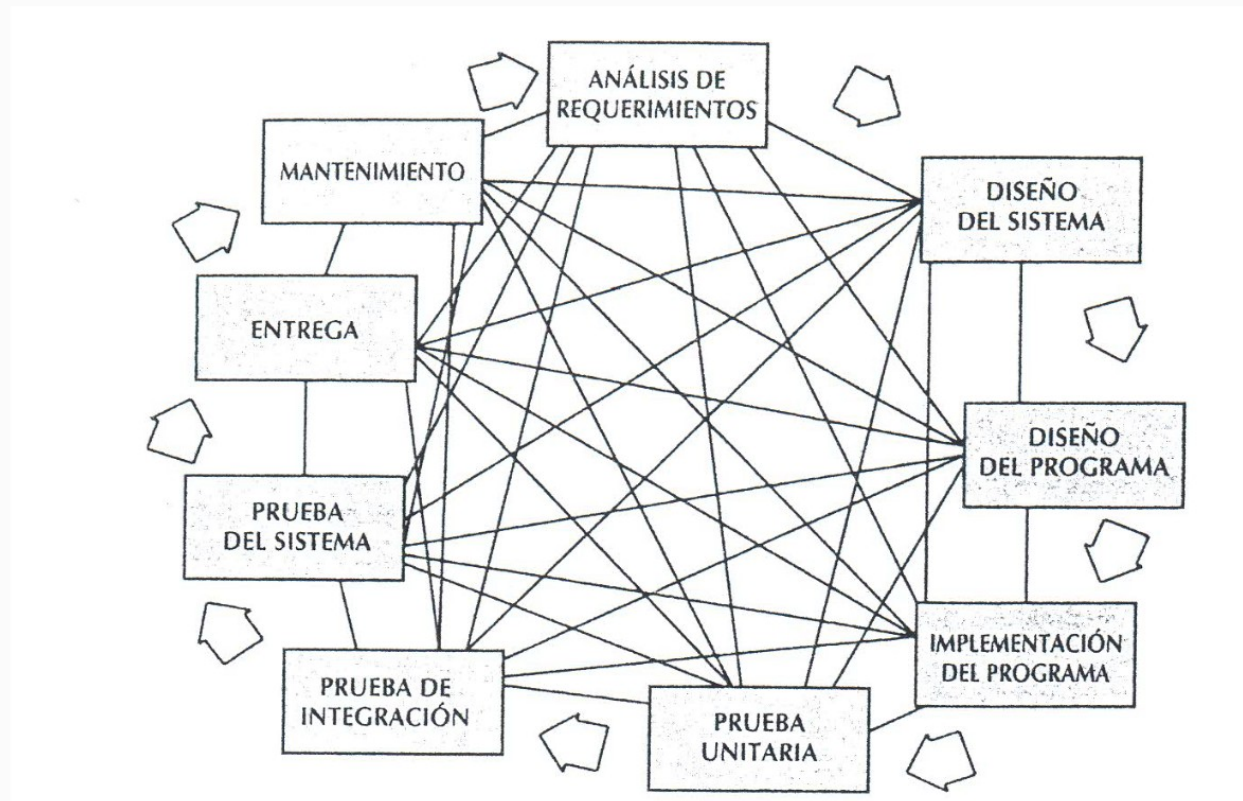 ANÁLISIS DE
REQUERIMIENTOS
MANTENIMIENTO
DISEÑO
DEL SISTEMA
ENTREGA
DISEÑO
DEL PROGRAMA
PRUEBA
DEL SISTEMA
IMPLEMENTACIÓN
DEL PROGRAMA
PRUEBA DE
INTEGRACIÓN
PRUEBA
UNITARIA